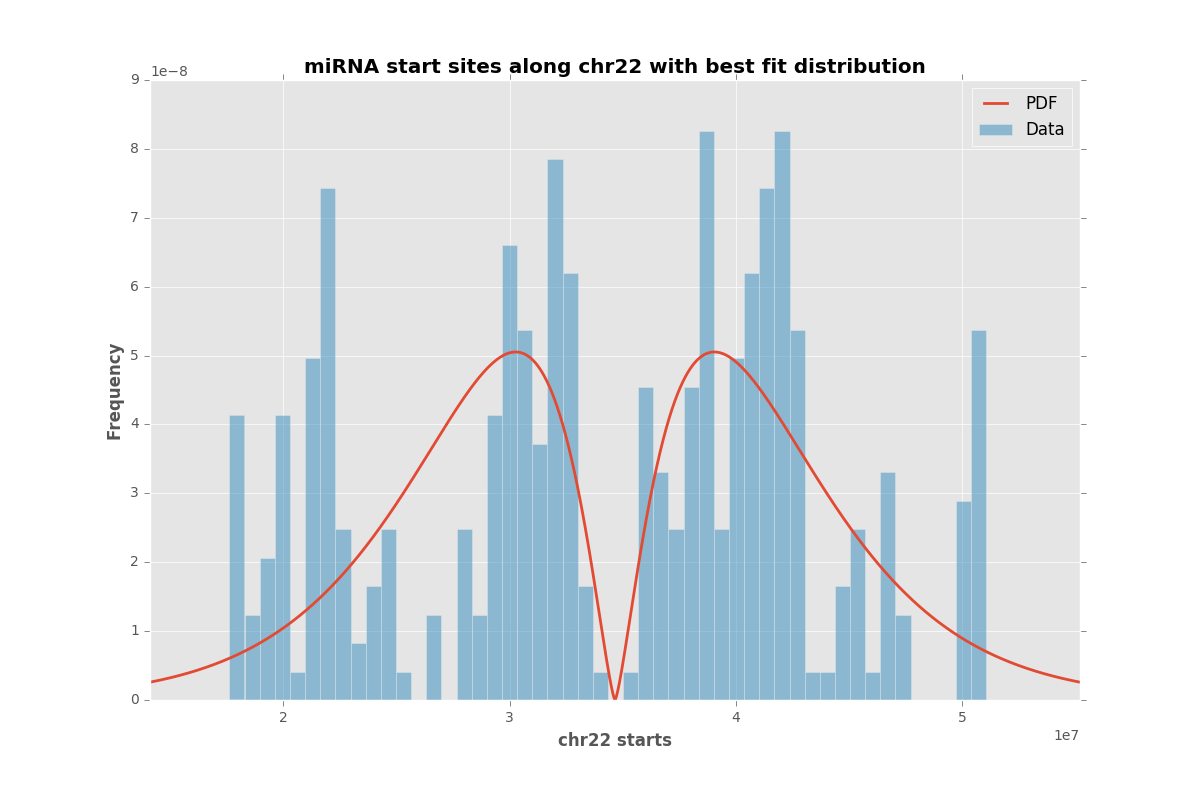 miRNA start sites along chr22 with best fit distribution
1e−8
9
8
7
6
5
4
3
2
1
0
Frequency
PDF
Data
2 3 4 5
1e7
chr22 starts